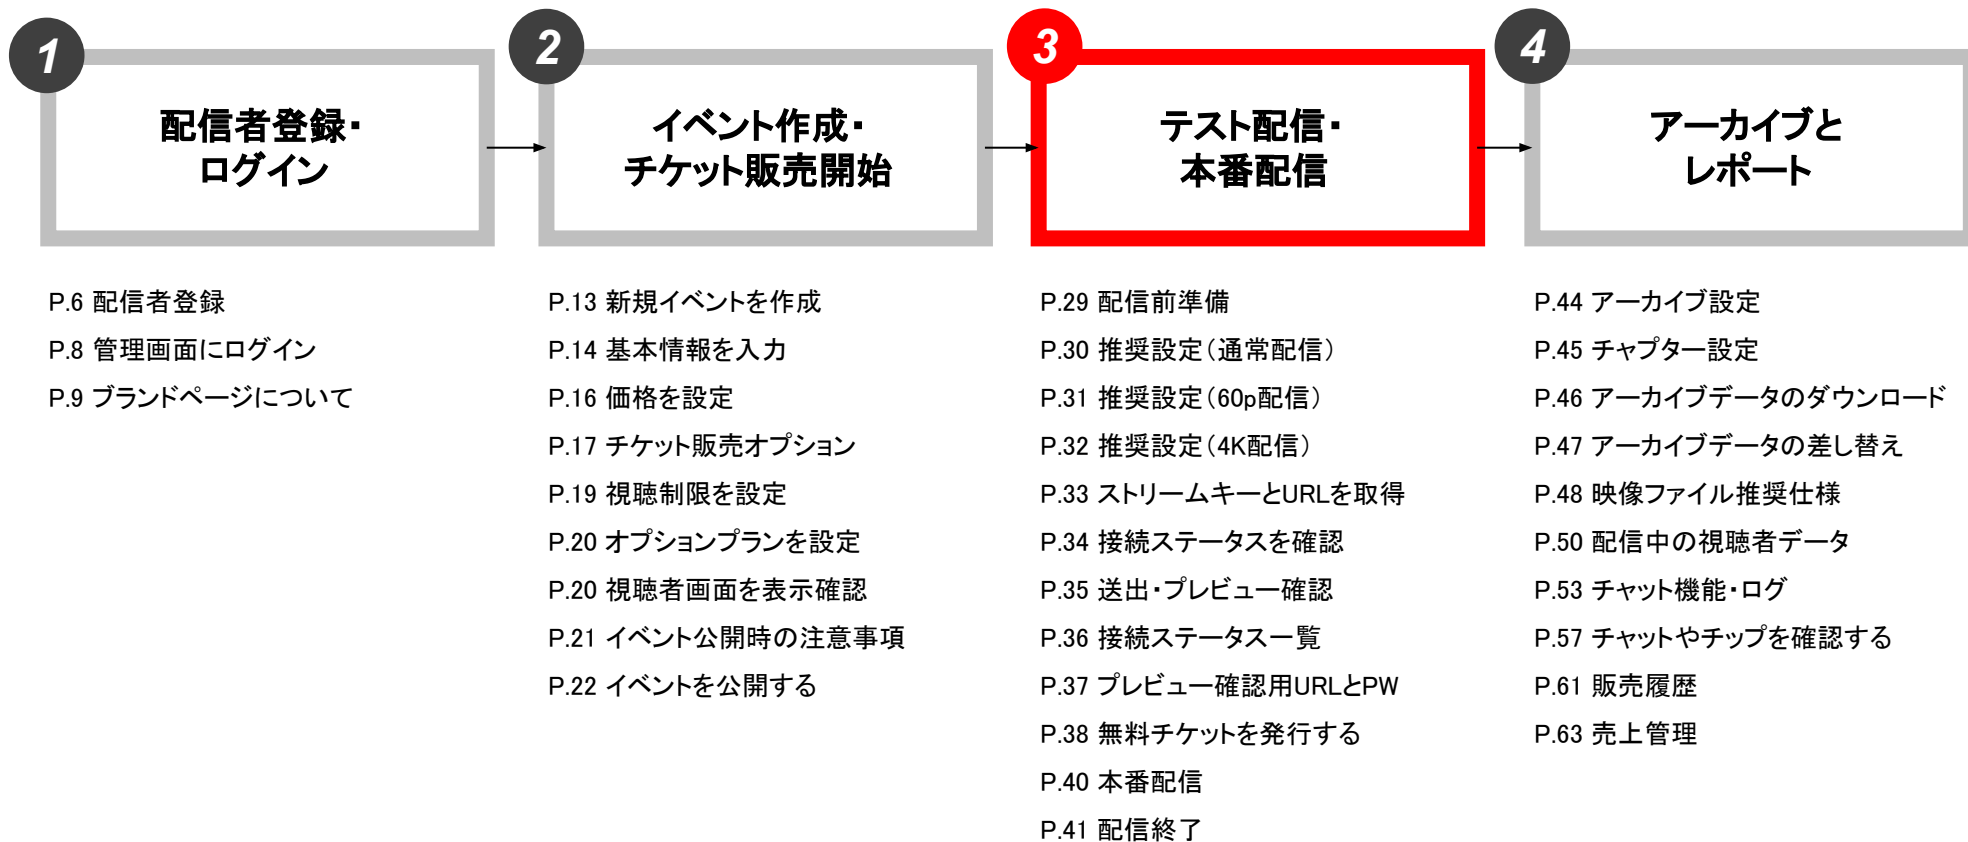 1
配信者登録・
ログイン
P.6 配信者登録
P.8 管理画面にログイン
P.9 ブランドページについて
2
イベント作成・
チケット販売開始
P.13 新規イベントを作成
P.14 基本情報を入力
P.16 価格を設定
P.17 チケット販売オプション
P.19 視聴制限を設定
P.20 オプションプランを設定
P.20 視聴者画面を表示確認
P.21 イベント公開時の注意事項
P.22 イベントを公開する
3
テスト配信・
本番配信
P.29 配信前準備
P.30 推奨設定（通常配信）
P.31 推奨設定（60p配信）
P.32 推奨設定（4K配信）
P.33 ストリームキーとURLを取得
P.34 接続ステータスを確認
P.35 送出・プレビュー確認
P.36 接続ステータス一覧
P.37 プレビュー確認用URLとPW
P.38 無料チケットを発行する
P.40 本番配信
P.41 配信終了
4
アーカイブと
レポート
P.44 アーカイブ設定
P.45 チャプター設定
P.46 アーカイブデータのダウンロード
P.47 アーカイブデータの差し替え
P.48 映像ファイル推奨仕様
P.50 配信中の視聴者データ
P.53 チャット機能・ログ
P.57 チャットやチップを確認する
P.61 販売履歴
P.63 売上管理